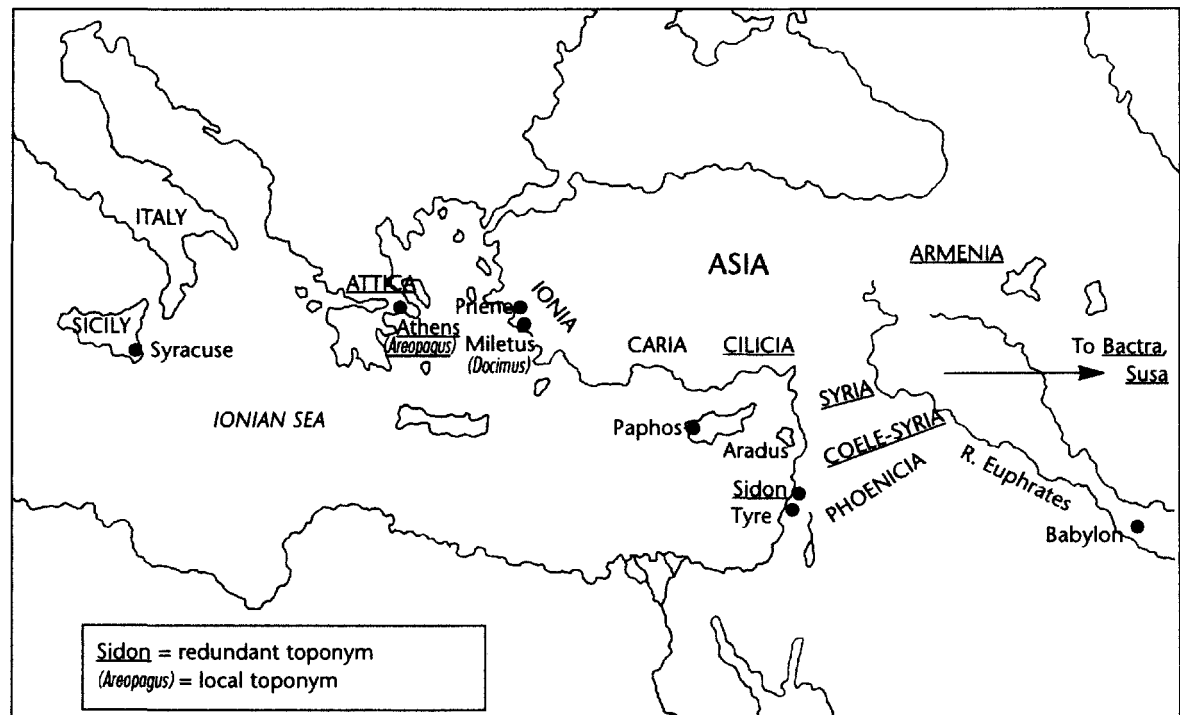 ITALY
ASIA
ARMENIA
ATTICA
IONIA
Priene
SICILY
Athens
(Areopagus)
Miletus
(Docimus)
Syracuse
CARIA
CILICIA
To Bactra,
Susa
SYRIA
IONIAN SEA
Paphos
Aradus
COELE-SYRIA
PHOENICIA
R. Euphrates
Sidon
Tyre
Babylon
Sidon = redundant toponym
(Areopagus) = local toponym